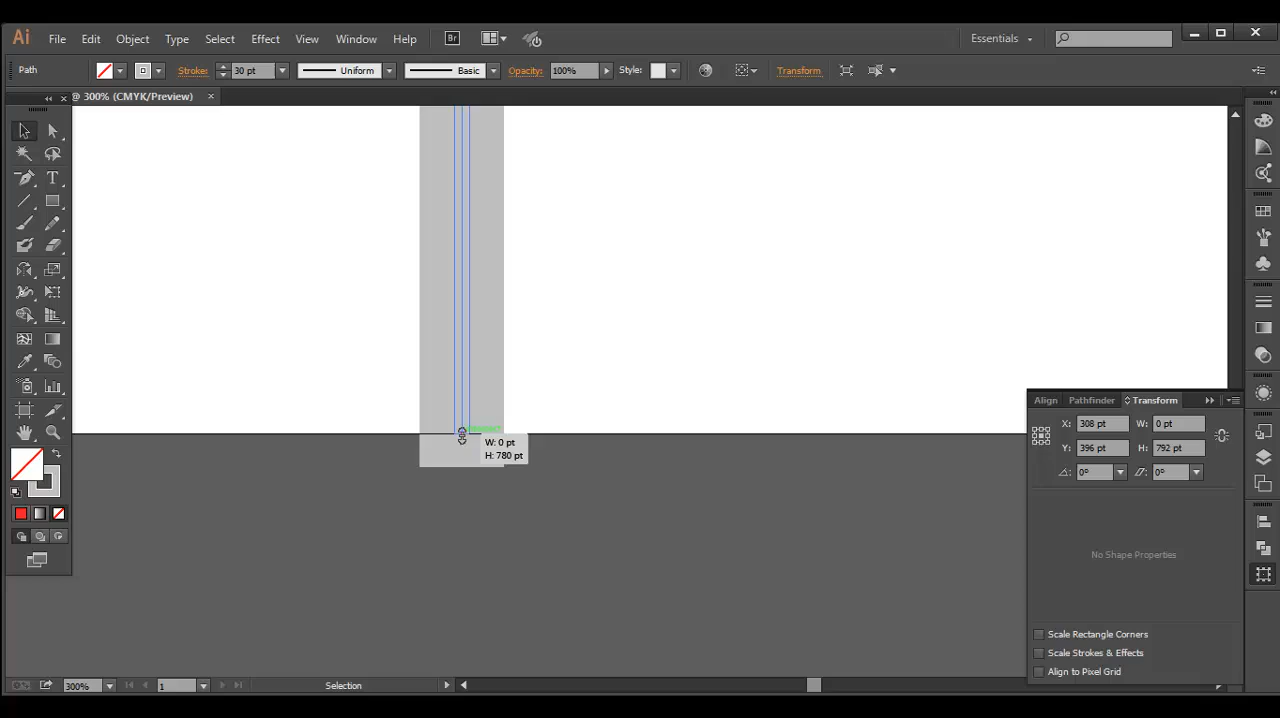 Ai File Edit Object Type Select Effect View Window Help Br Essentials
Path Stroke: 30 pt Uniform Basic Opacity: 100% Style: Transform
@ 300% (CMYK/Preview) ×
W: 0 pt
H: 780 pt
Align Pathfinder Transform
X: 308 pt W: 0 pt
Y: 396 pt H: 792 pt
0° 0°
No Shape Properties
Scale Rectangle Corners
Scale Strokes & Effects
Align to Pixel Grid
300% 1 Selection